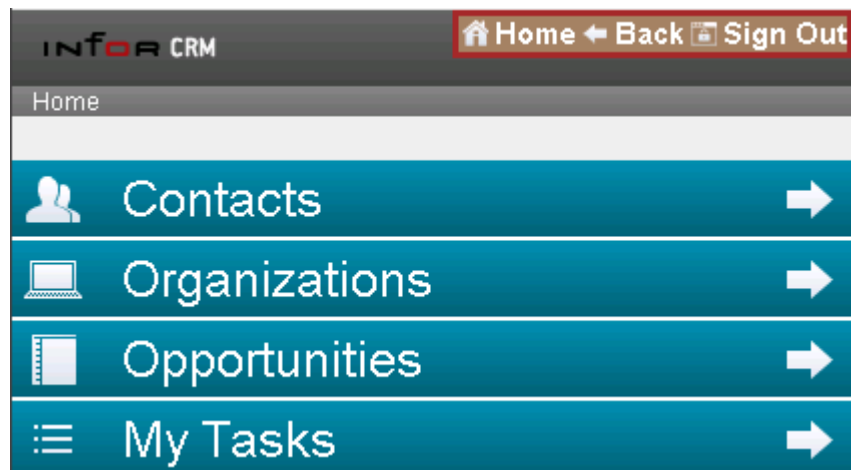 Infor CRM
Home Back Sign Out
Home
Contacts
Organizations
Opportunities
My Tasks